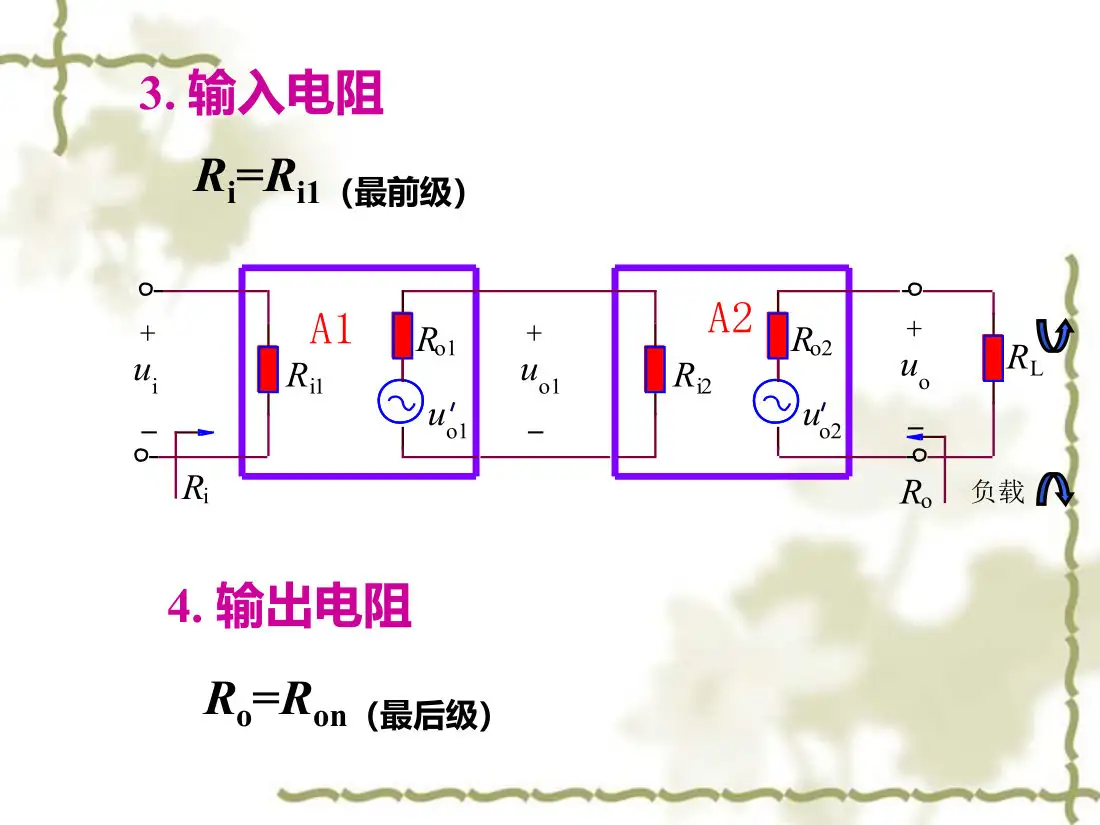 3. 输入电阻
Ri=Ri1（最前级）
A1 A2
+ Ro1 + Ro2 + RL
ui Ri1 uo1 Ri2 uo
− u′o1 − u′o2 −
Ri Ro 负载
4. 输出电阻
Ro=Ron（最后级）